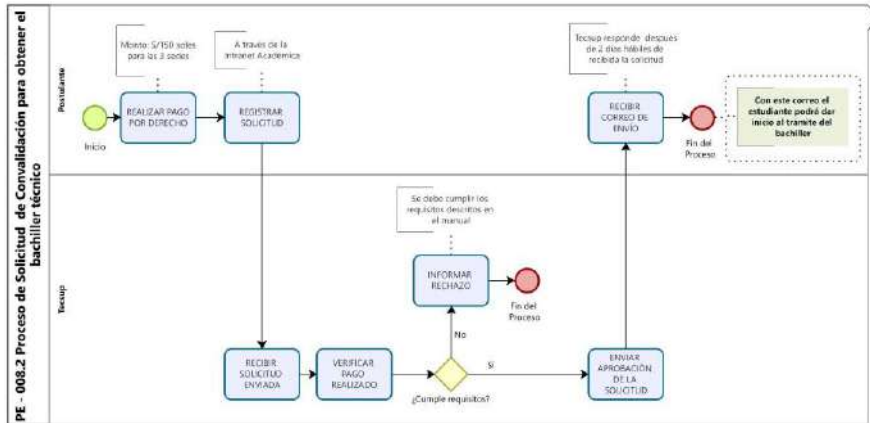 PE - 008.2 Proceso de Solicitud de Convalidación para obtener el
bachiller técnico
Postulante
Monto: S/150 soles
para las 3 sedes
A través de la
Intranet Académica
Inicio
REALIZAR PAGO
POR DERECHO
REGISTRAR
SOLICITUD
Tecsup responde después
de 2 días hábiles de
recibida la solicitud
RECIBIR
CORREO DE
ENVÍO
Fin del
Proceso
Con este correo el
estudiante podrá dar
inicio al tramite del
bachiller
Tecsup
Se debe cumplir los
requisitos descritos en
el manual
INFORMAR
RECHAZO
Fin del
Proceso
No
RECIBIR
SOLICITUD
ENVIADA
VERIFICAR
PAGO
REALIZADO
¿Cumple requisitos?
Sí
ENVIAR
APROBACIÓN
DE LA
SOLICITUD